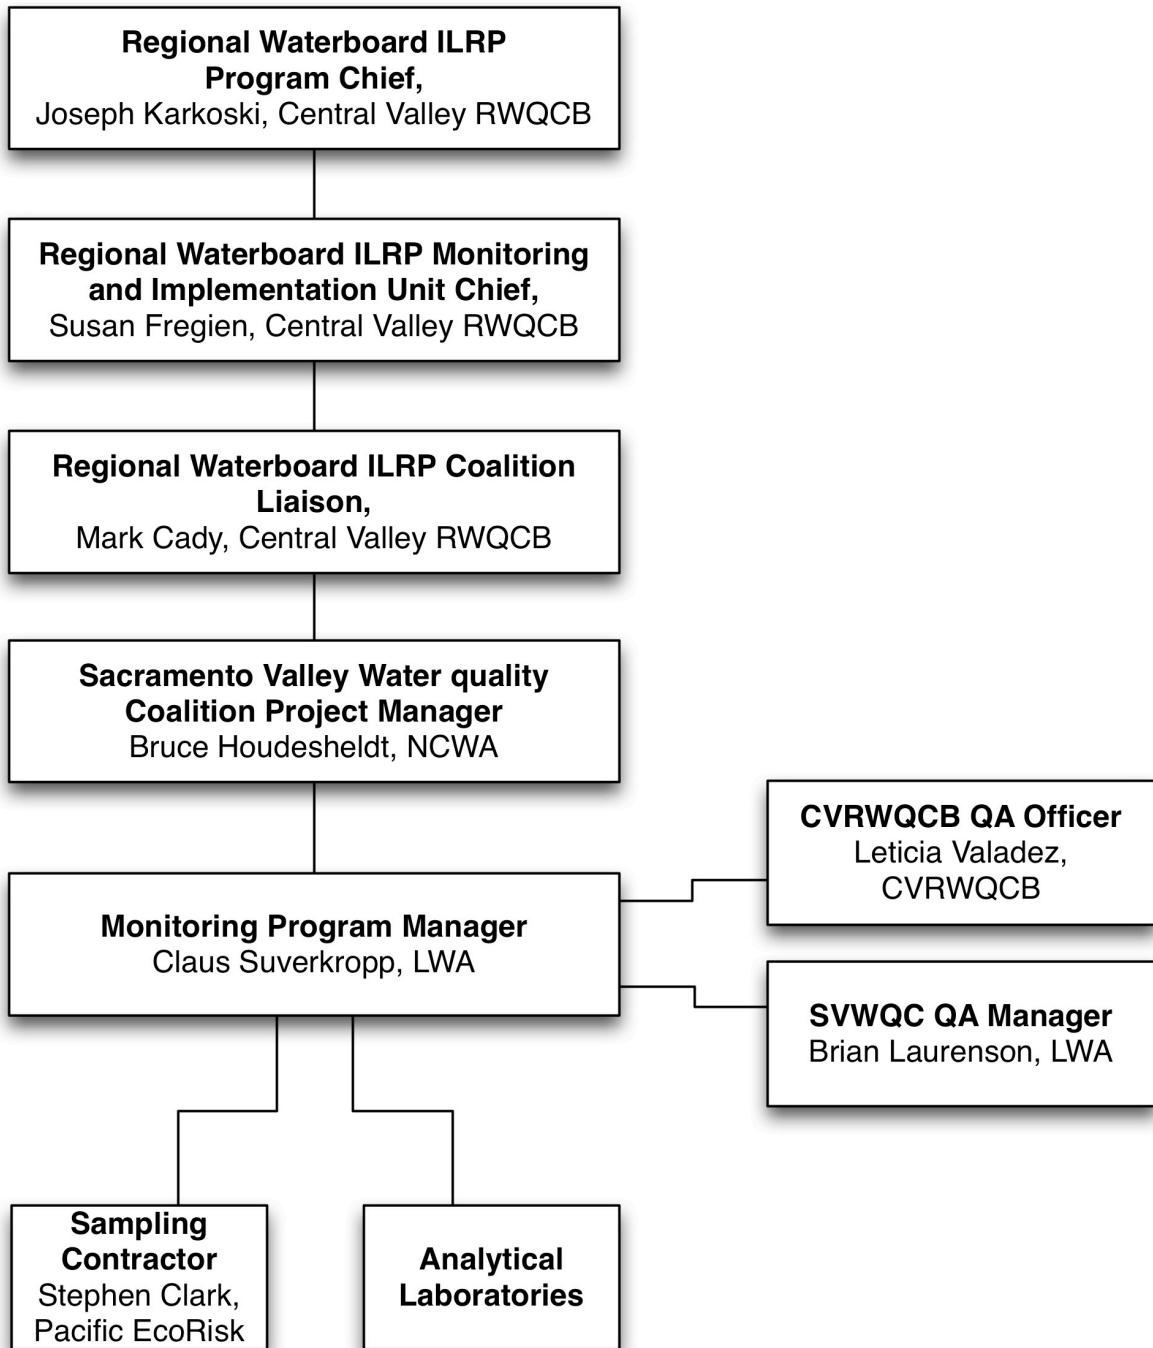 Regional Waterboard ILRP
Program Chief,
Joseph Karkoski, Central Valley RWQCB
Regional Waterboard ILRP Monitoring
and Implementation Unit Chief,
Susan Fregien, Central Valley RWQCB
Regional Waterboard ILRP Coalition
Liaison,
Mark Cady, Central Valley RWQCB
Sacramento Valley Water quality
Coalition Project Manager
Bruce Houdesheldt, NCWA
CVRWQCB QA Officer
Leticia Valadez,
CVRWQCB
Monitoring Program Manager
Claus Suverkropp, LWA
SVWQC QA Manager
Brian Laurenson, LWA
Sampling
Contractor
Stephen Clark,
Pacific EcoRisk
Analytical
Laboratories